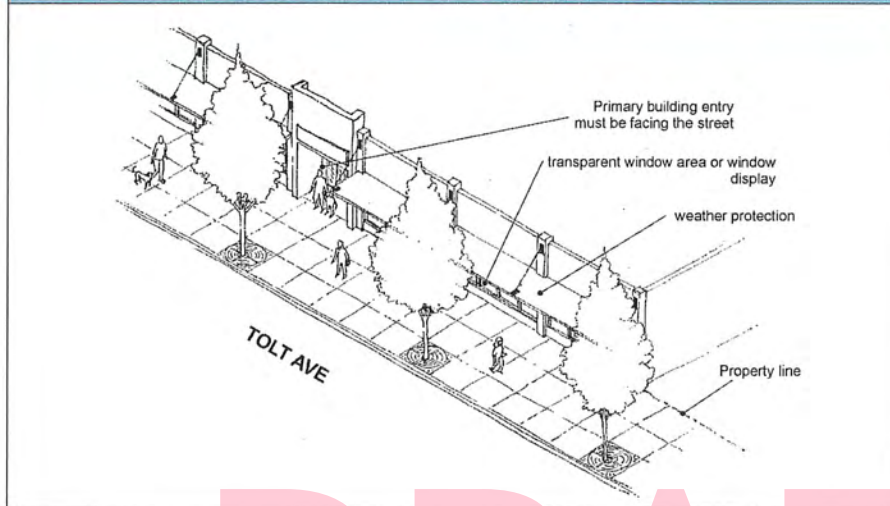 Primary building entry
must be facing the street
transparent window area or window
display
weather protection
TOLT AVE
Property line